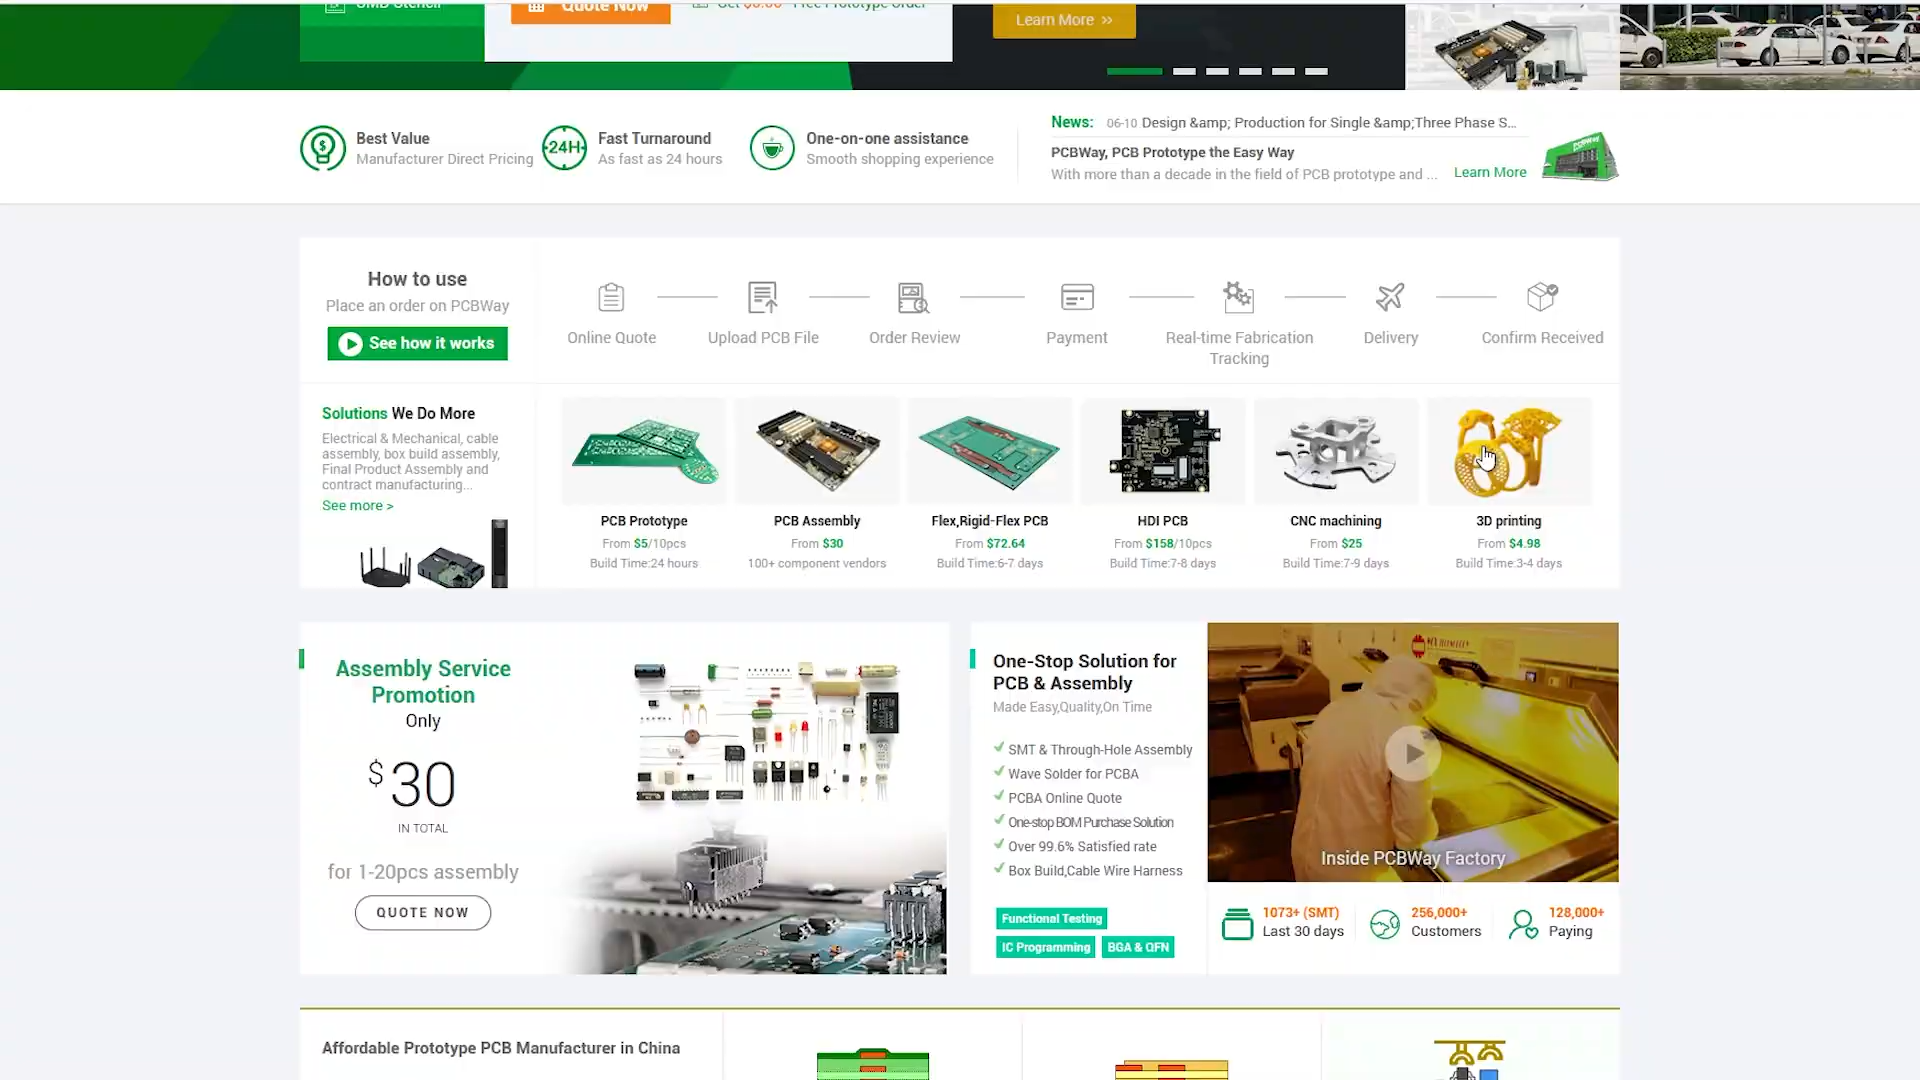 SMD Stencil
Quote Now
Get $0.00 Free Prototype Order
Learn More »
Best Value
Manufacturer Direct Pricing
24H
Fast Turnaround
As fast as 24 hours
One-on-one assistance
Smooth shopping experience
News: 06-10 Design &amp; Production for Single &amp;Three Phase S...
PCBWay, PCB Prototype the Easy Way
With more than a decade in the field of PCB prototype and ...
Learn More
PCBWay
How to use
Place an order on PCBWay
See how it works
Online Quote
Upload PCB File
Order Review
Payment
Real-time Fabrication
Tracking
Delivery
Confirm Received
Solutions We Do More
Electrical & Mechanical, cable
assembly, box build assembly,
Final Product Assembly and
contract manufacturing...
See more >
PCB Prototype
From $5/10pcs
Build Time:24 hours
PCB Assembly
From $30
100+ component vendors
Flex,Rigid-Flex PCB
From $72.64
Build Time:6-7 days
HDI PCB
From $158/10pcs
Build Time:7-8 days
CNC machining
From $25
Build Time:7-9 days
3D printing
From $4.98
Build Time:3-4 days
Assembly Service
Promotion
Only
$30
IN TOTAL
for 1-20pcs assembly
QUOTE NOW
One-Stop Solution for
PCB & Assembly
Made Easy,Quality,On Time
SMT & Through-Hole Assembly
Wave Solder for PCBA
PCBA Online Quote
One-stop BOM Purchase Solution
Over 99.6% Satisfied rate
Box Build,Cable Wire Harness
Functional Testing
IC Programming
BGA & QFN
Inside PCBWay Factory
1073+ (SMT)
Last 30 days
256,000+
Customers
128,000+
Paying
Affordable Prototype PCB Manufacturer in China